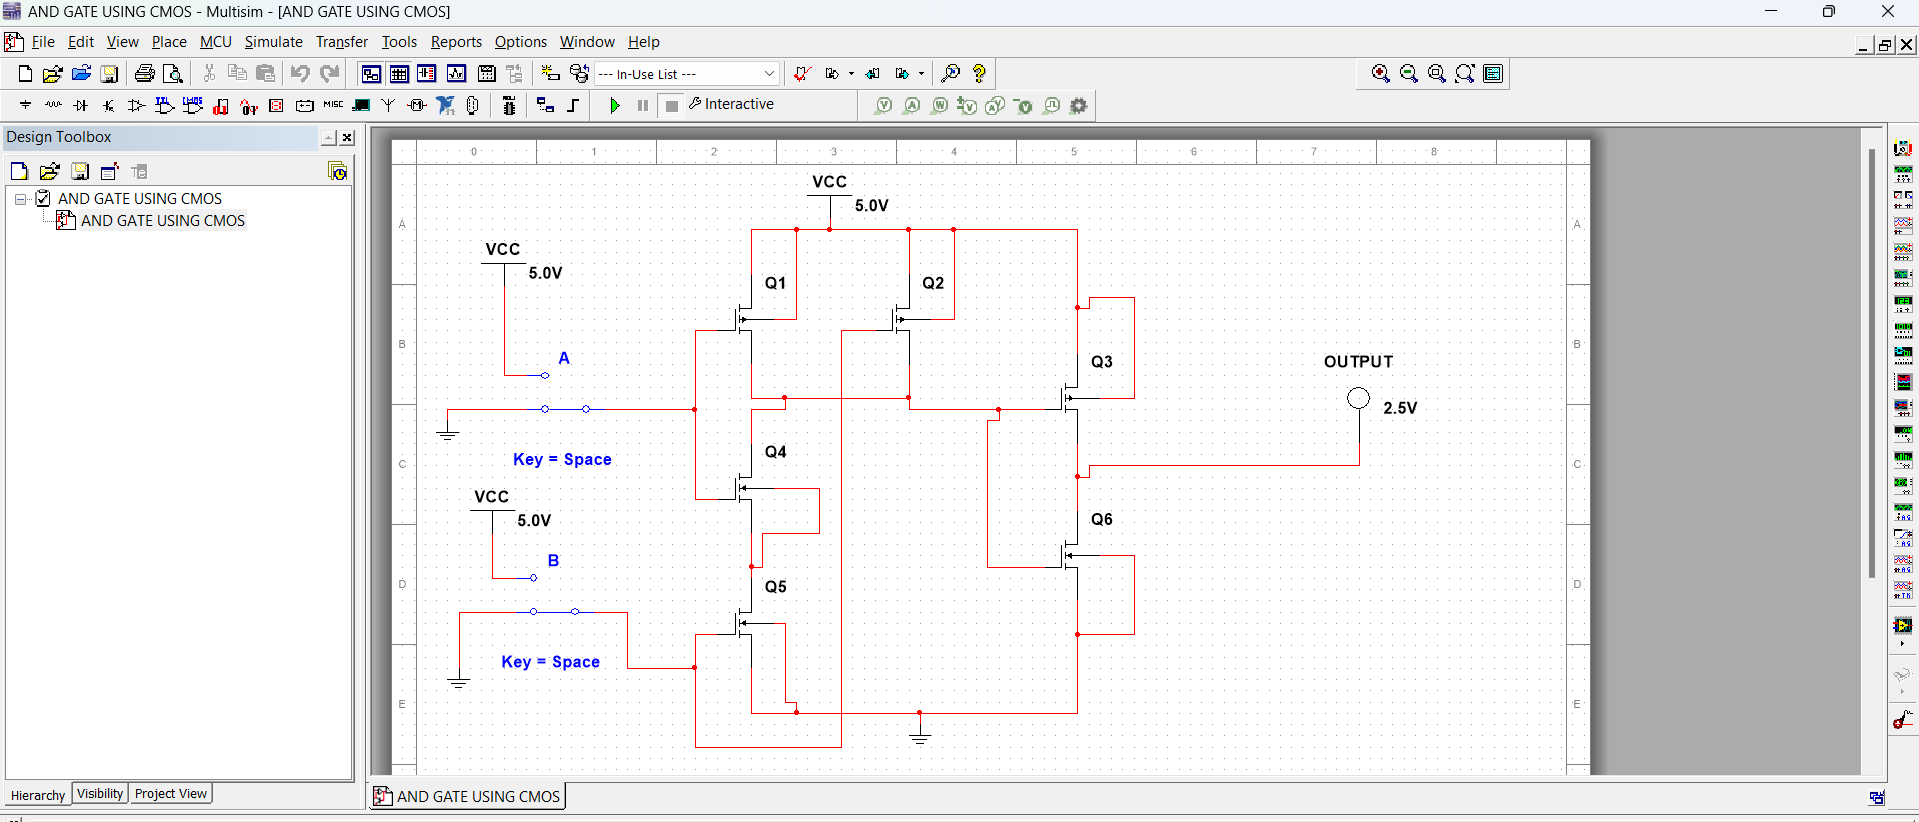 AND GATE USING CMOS - Multisim - [AND GATE USING CMOS]
File Edit View Place MCU Simulate Transfer Tools Reports Options Window Help
--- In-Use List ---
MISC
Interactive
Design Toolbox
AND GATE USING CMOS
AND GATE USING CMOS
Hierarchy Visibility Project View
0 1 2 3 4 5 6 7 8
A
B
C
D
E
VCC
5.0V
VCC
5.0V
Q1
Q2
A
Q3
OUTPUT
2.5V
Key = Space
Q4
VCC
5.0V
Q6
B
Q5
Key = Space
A
B
C
D
E
AND GATE USING CMOS